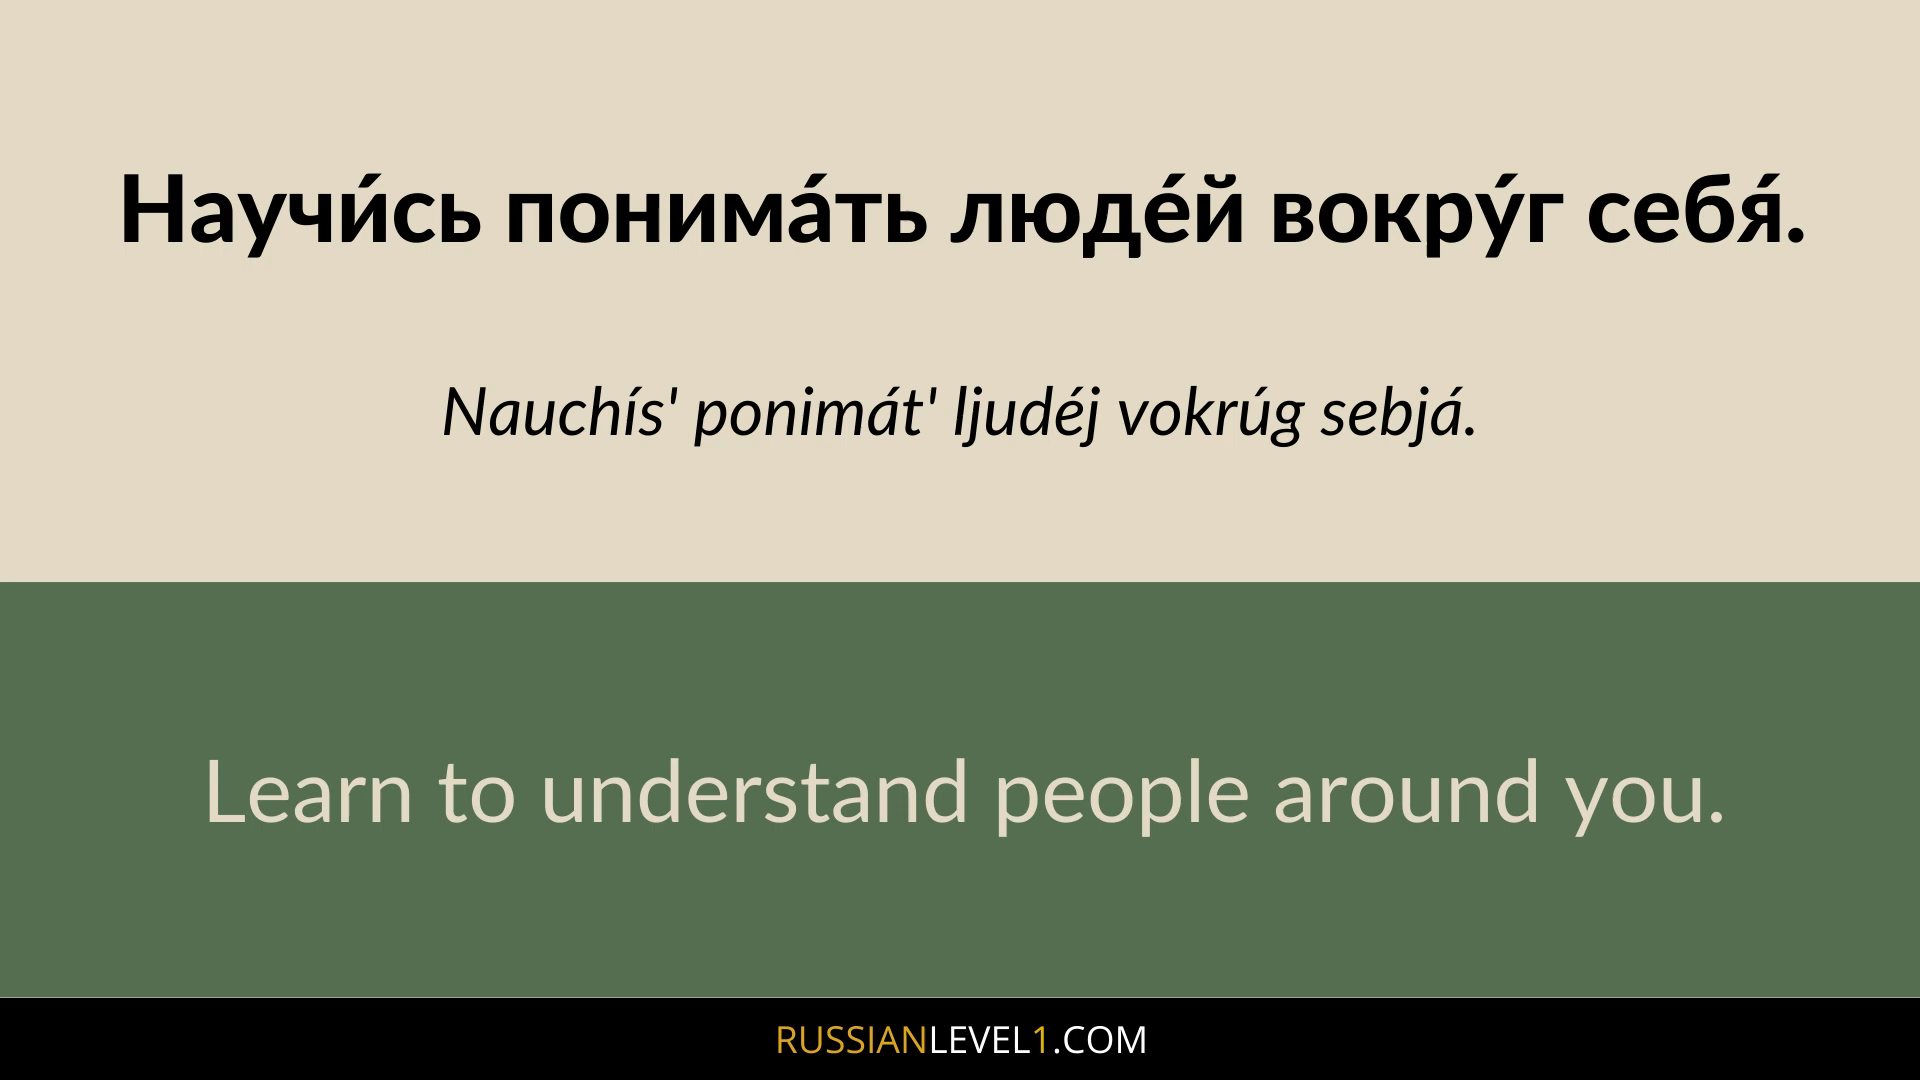 Научи́сь понима́ть люде́й вокру́г себя́.
Nauchís' ponimát' ljudéj vokrúg sebjá.
Learn to understand people around you.
RUSSIANLEVEL1.COM